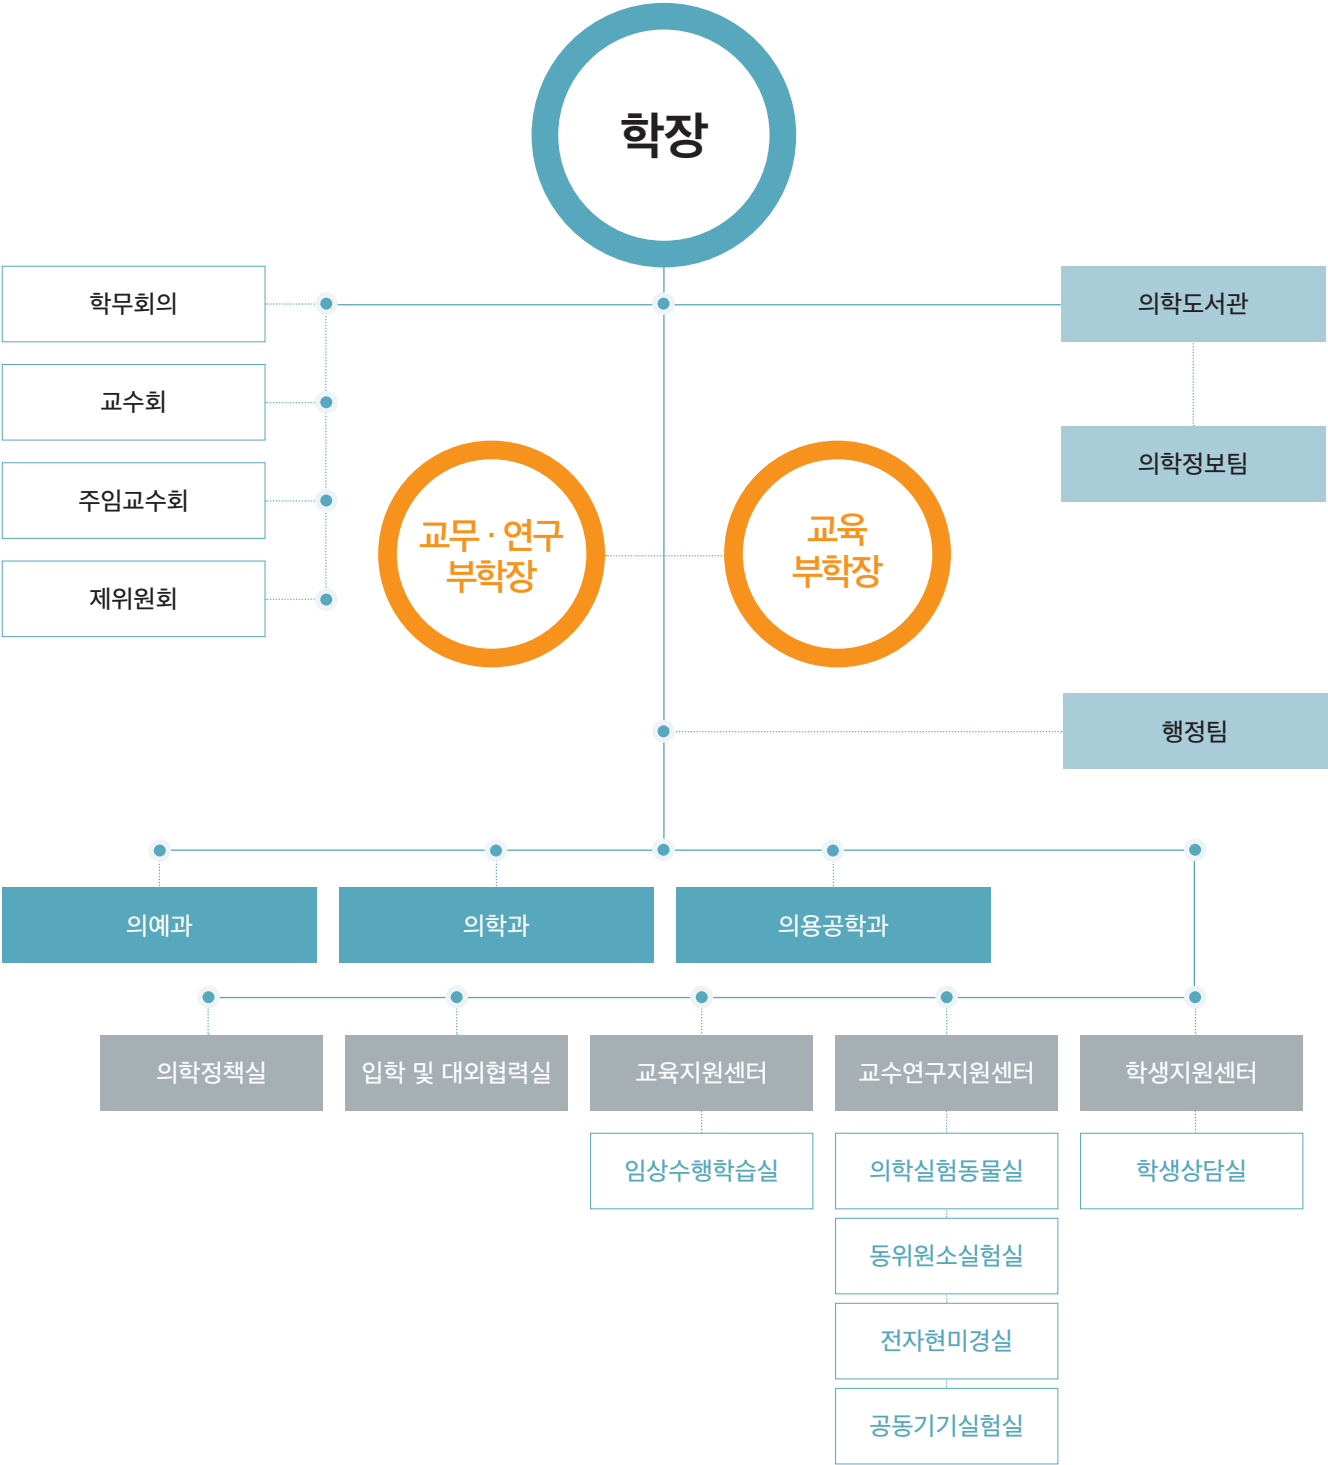 학장
학무회의
교수회
주임교수회
제위원회
의학도서관
의학정보팀
교무 · 연구
부학장
교육
부학장
행정팀
의예과
의학과
의용공학과
의학정책실
입학 및 대외협력실
교육지원센터
교수연구지원센터
학생지원센터
임상수행학습실
의학실험동물실
학생상담실
동위원소실험실
전자현미경실
공동기기실험실